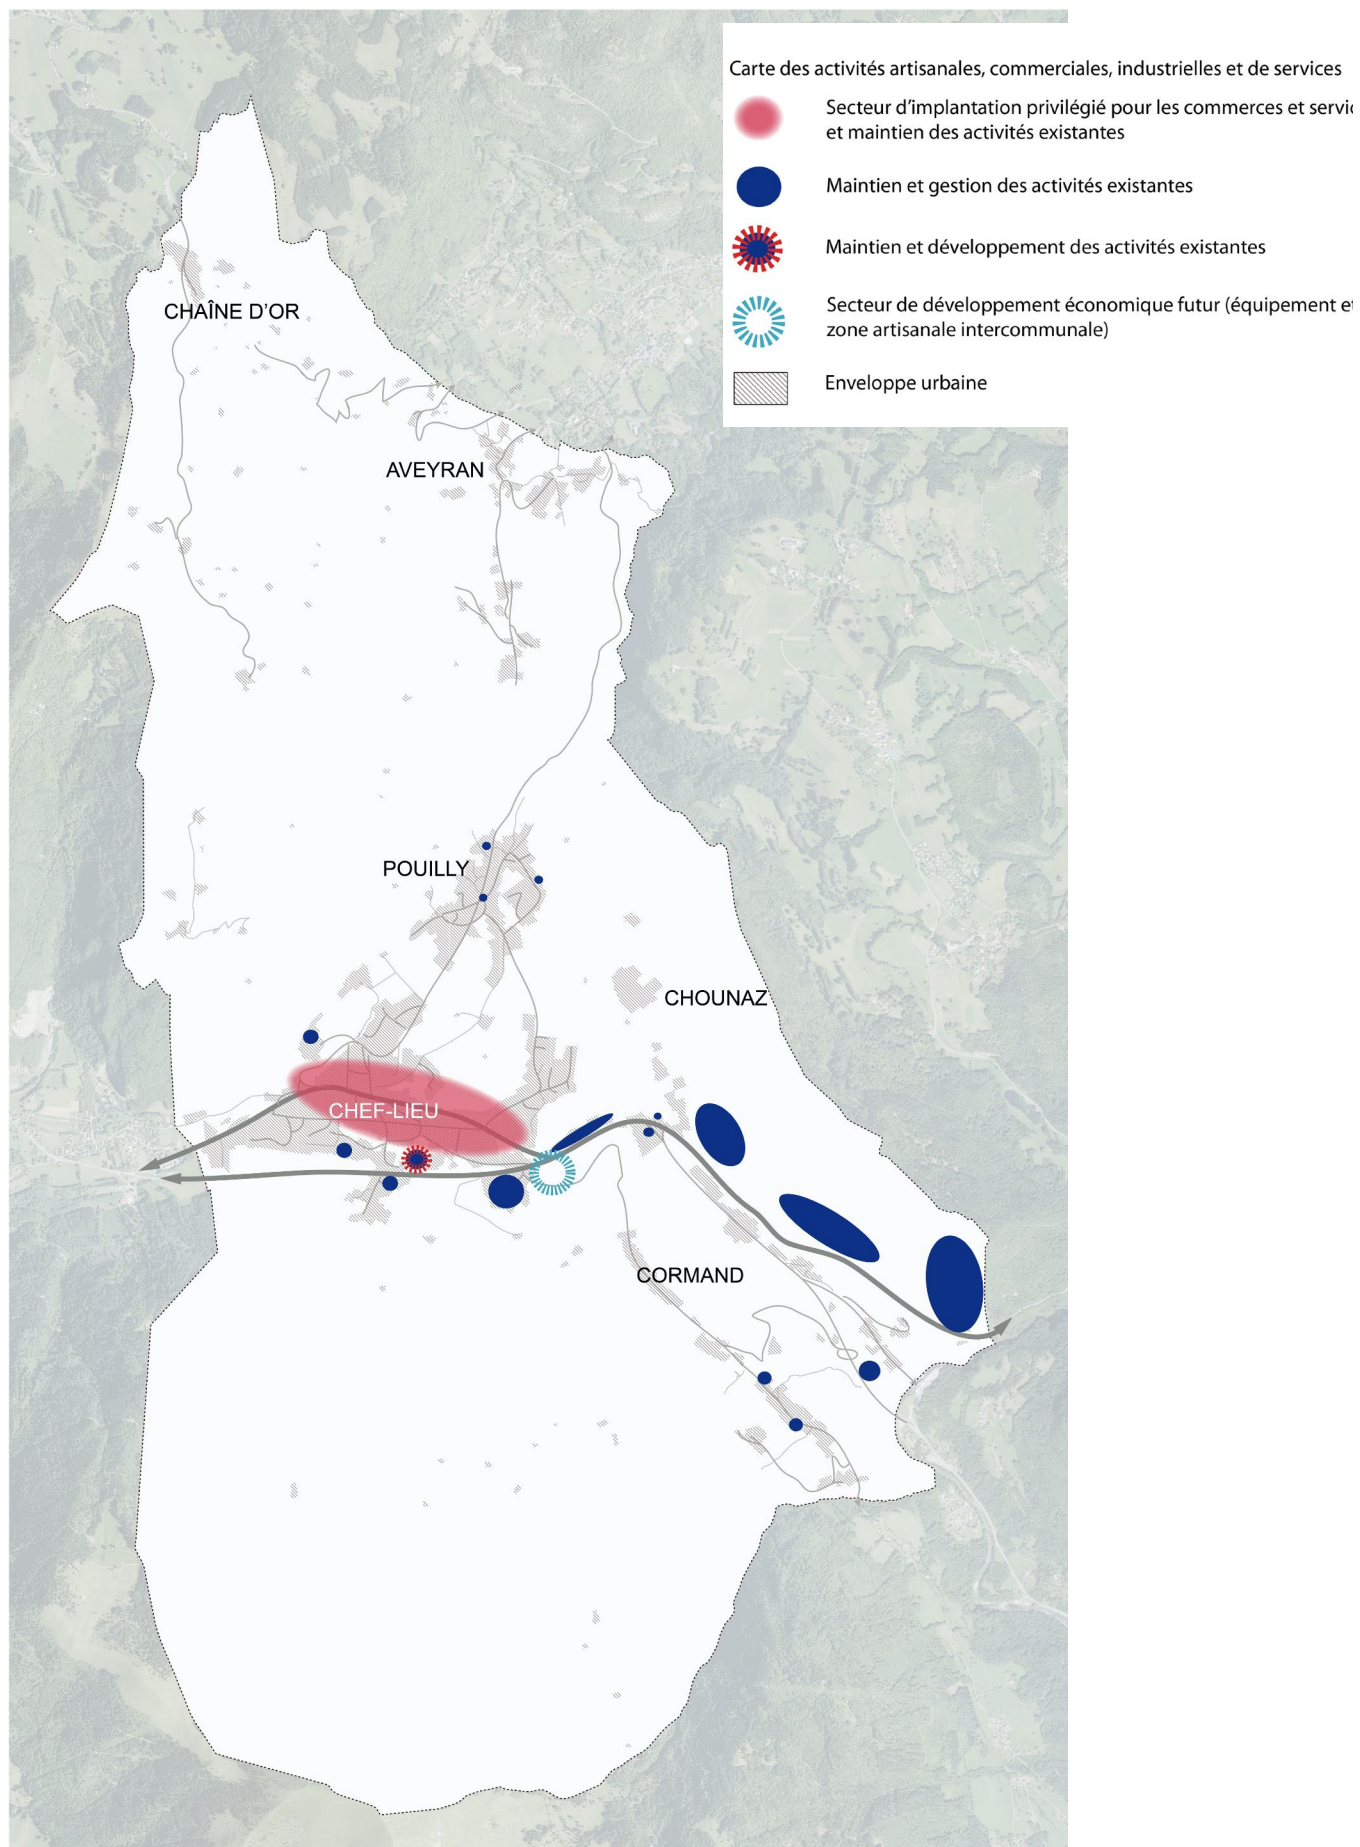 Carte des activités artisanales, commerciales, industrielles et de services
Secteur d'implantation privilégié pour les commerces et servic
et maintien des activités existantes
Maintien et gestion des activités existantes
Maintien et développement des activités existantes
Secteur de développement économique futur (équipement et
zone artisanale intercommunale)
Enveloppe urbaine
CHAÎNE D'OR
AVEYRAN
POUILLY
CHOUNAZ
CHEF-LIEU
CORMAND